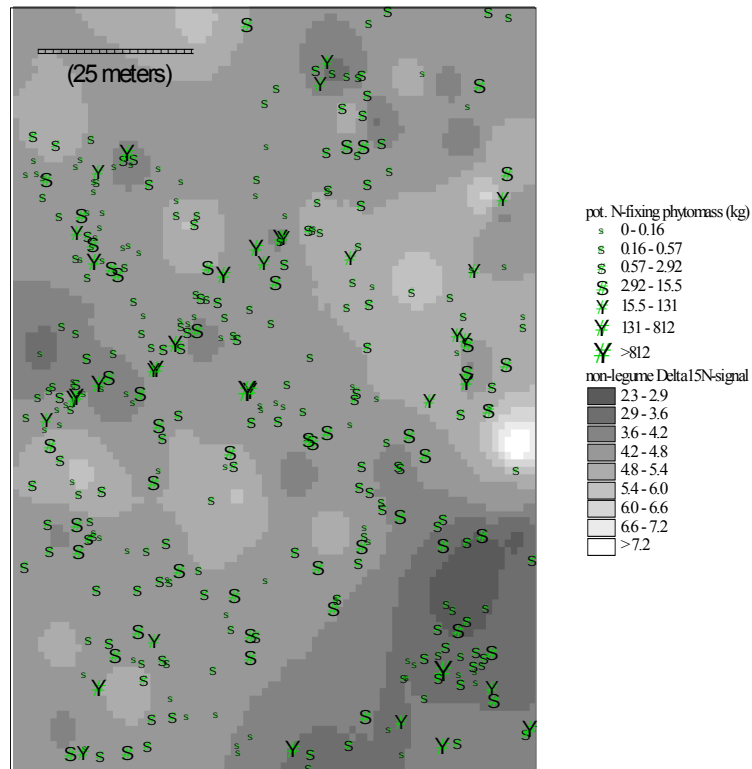 (25 meters)
pot. N-fixing phytomass (kg)
s 0 - 0.16
s 0.16 - 0.57
s 0.57 - 2.92
s 2.92 - 15.5
Y 15.5 - 131
Y 131 - 812
Y >812
non-legume Delta15N-signal
2.3 - 2.9
2.9 - 3.6
3.6 - 4.2
4.2 - 4.8
4.8 - 5.4
5.4 - 6.0
6.0 - 6.6
6.6 - 7.2
>7.2